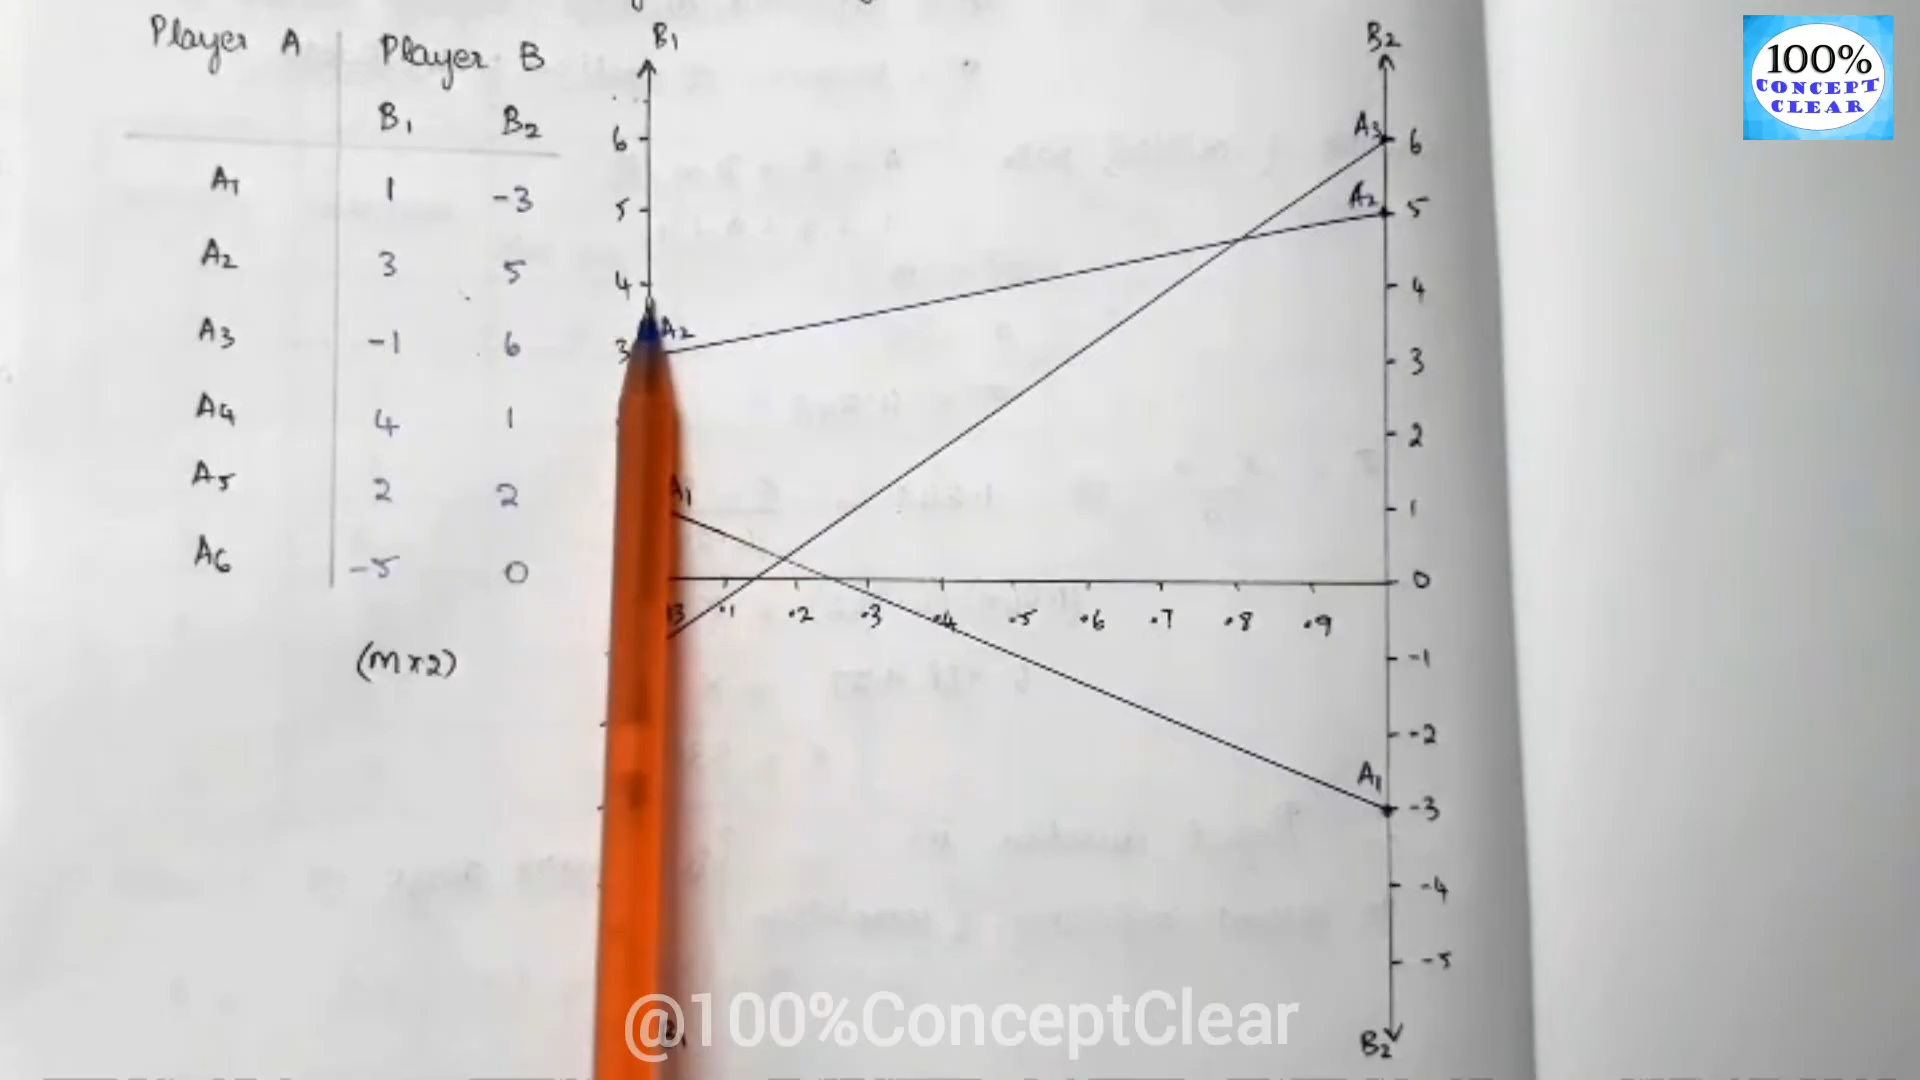 Player A Player B
B1 B2
A1 1 -3
A2 3 5
A3 -1 6
A4 4 1
A5 2 2
A6 -5 0
(m×2)
B1
6
5
4
3
A2
A1
.1 .2 .3 .4 .5 .6 .7 .8 .9
B2
A3 6
A2 5
4
3
2
1
0
-1
-2
A1
-3
-4
-5
B2
100%
CONCEPT
CLEAR
@100%ConceptClear